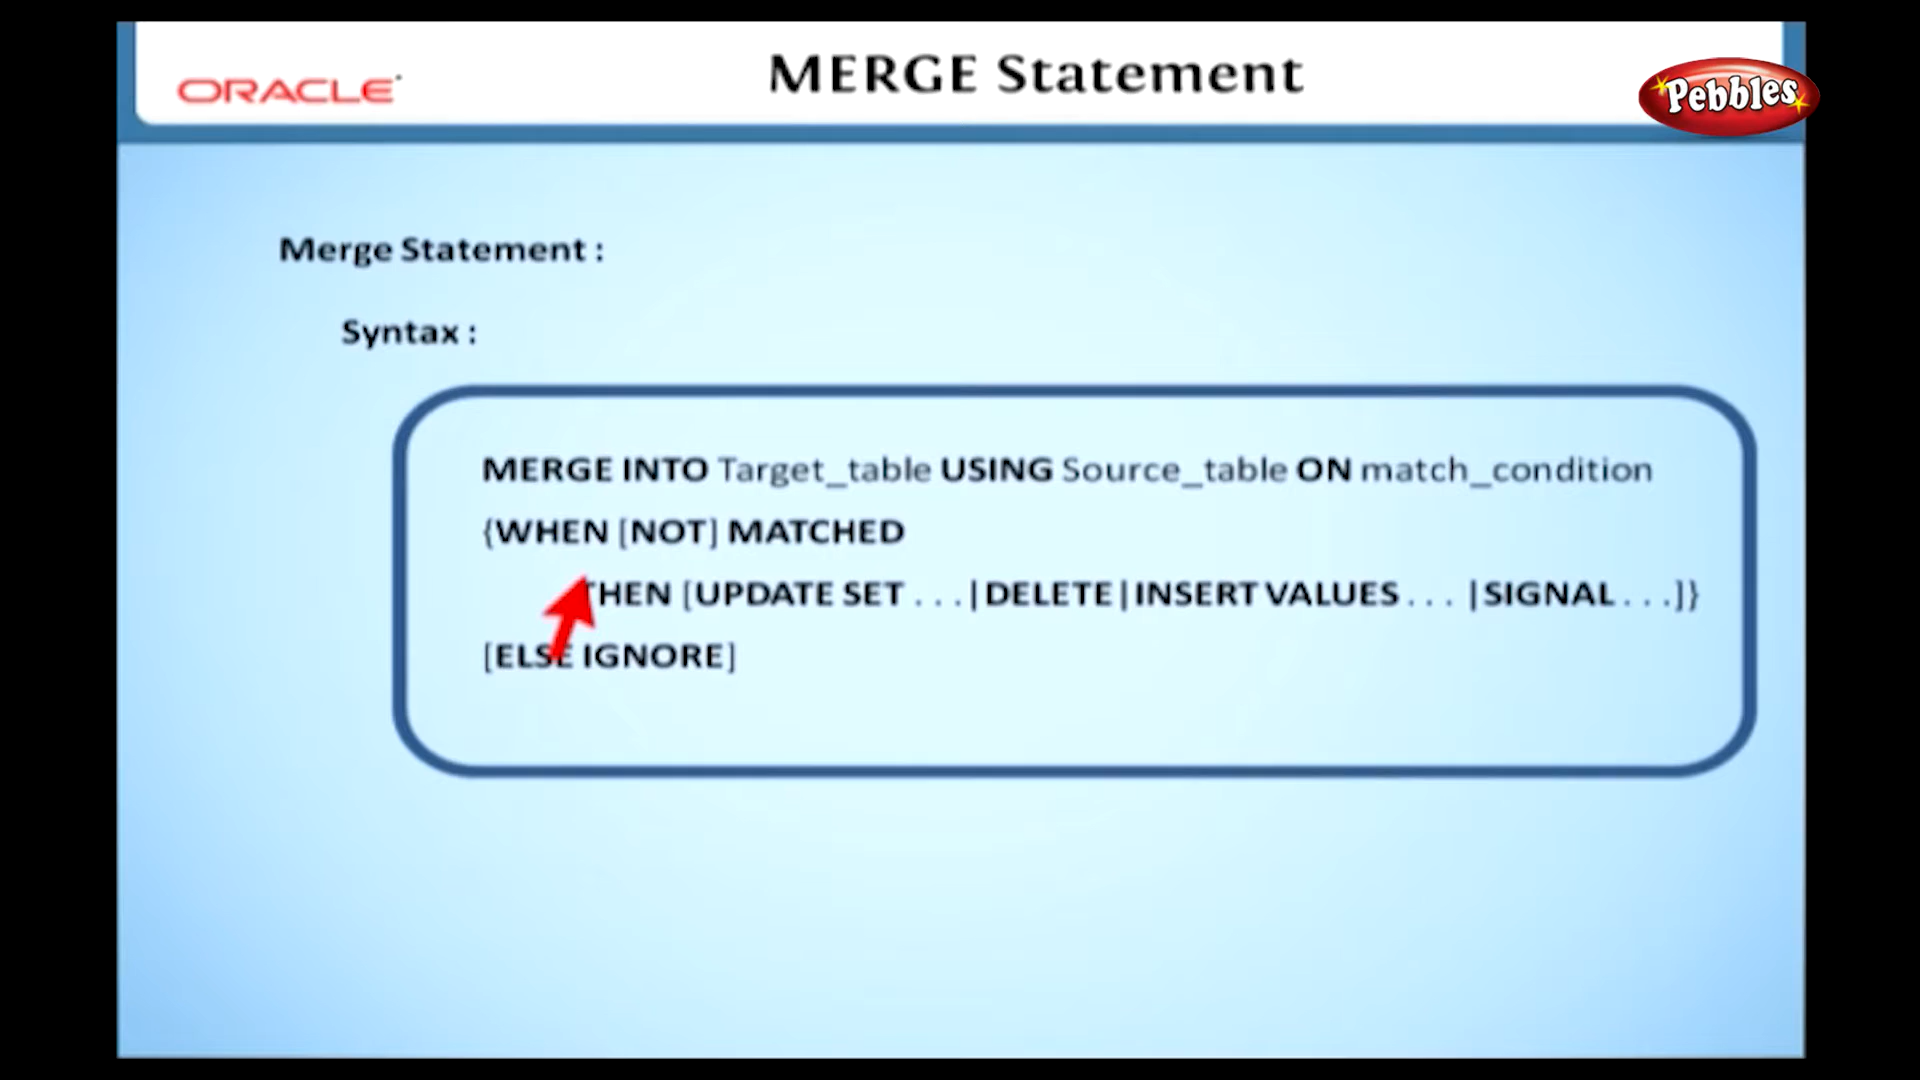 ORACLE
MERGE Statement
Pebbles
Merge Statement :
Syntax :
MERGE INTO Target_table USING Source_table ON match_condition
{WHEN [NOT] MATCHED
THEN [UPDATE SET . . .|DELETE|INSERT VALUES . . . |SIGNAL . . .]}
[ELSE IGNORE]